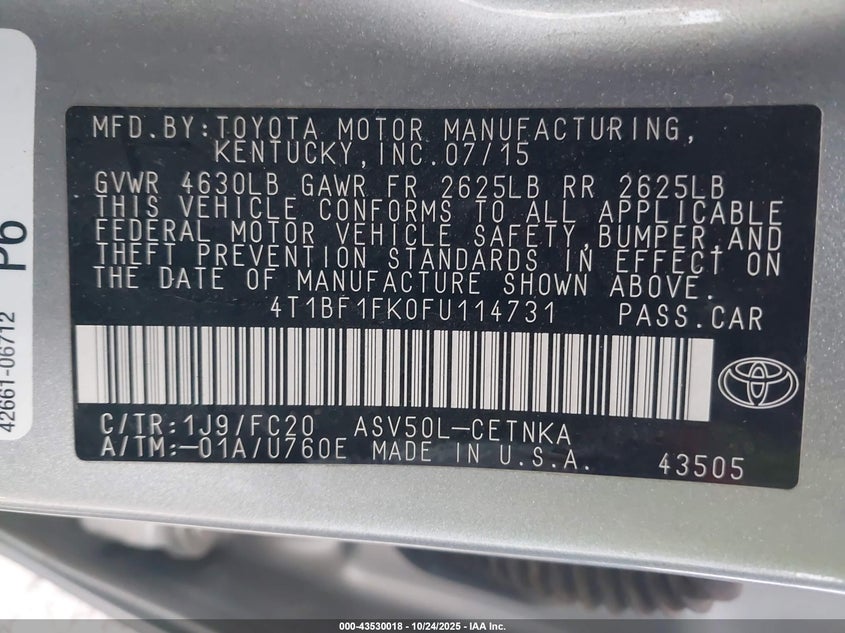 MFD.BY:TOYOTA MOTOR MANUFACTURING,
KENTUCKY,INC.07/15
GVWR 4630LB GAWR FR 2625LB RR 2625LB
THIS VEHICLE CONFORMS TO ALL APPLICABLE
FEDERAL MOTOR VEHICLE SAFETY,BUMPER,AND
THEFT PREVENTION STANDARDS IN EFFECT ON
THE DATE OF MANUFACTURE SHOWN ABOVE.
4T1BF1FK0FU114731 PASS.CAR
C/TR:1J9/FC20 ASV50L-CETNKA
A/TM:-01A/U760E MADE IN U.S.A. 43505
42661-06712 P6
000-43530018 - 10/24/2025 - IAA Inc.